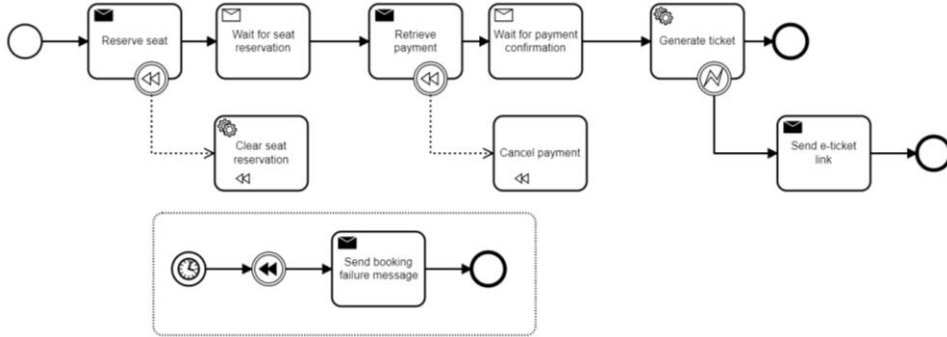 Reserve seat
Wait for seat
reservation
Retrieve
payment
Wait for payment
confirmation
Generate ticket
Clear seat
reservation
Cancel payment
Send e-ticket
link
Send booking
failure message